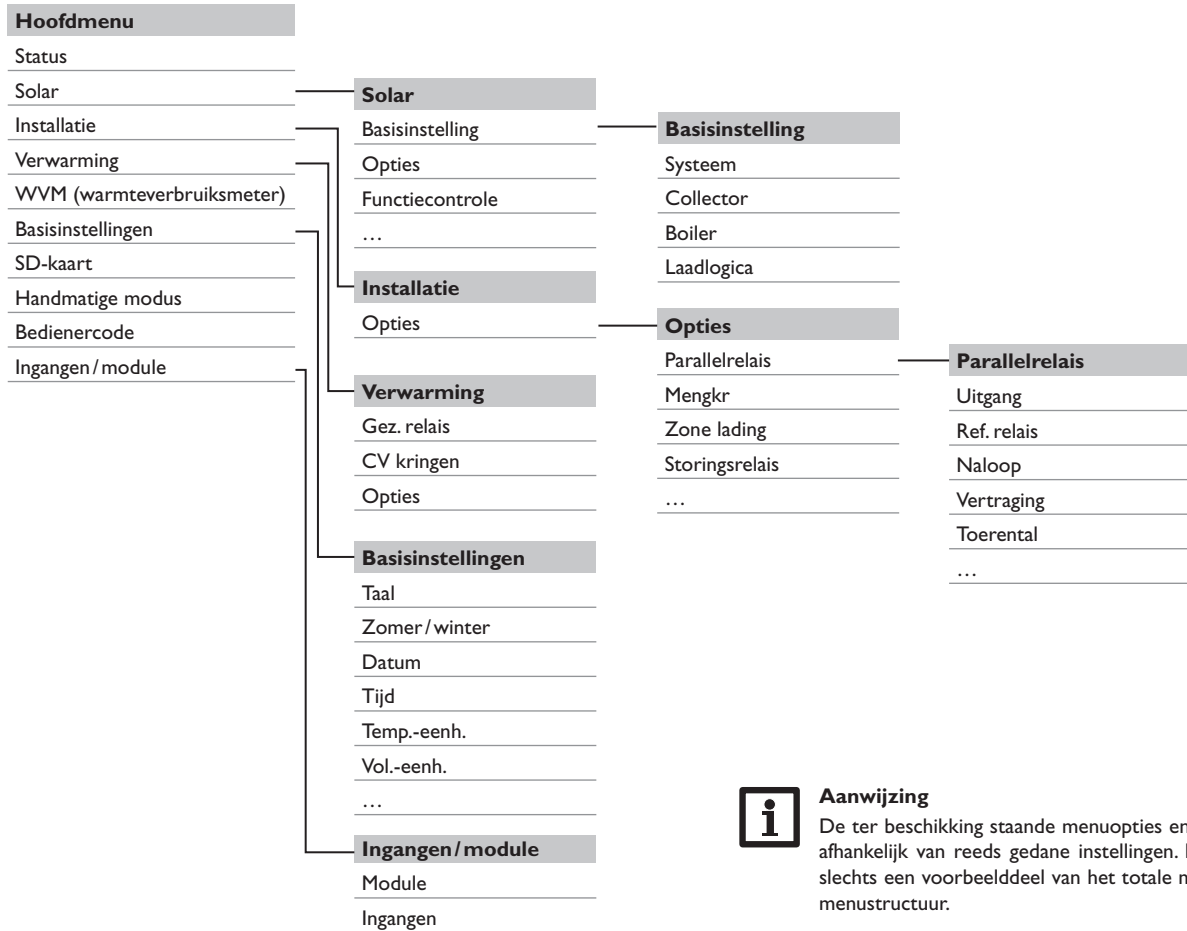 Hoofdmenu
Status
Solar
Installatie
Verwarming
WVM (warmteverbruiksmeter)
Basisinstellingen
SD-kaart
Handmatige modus
Bedienercode
Ingangen/module
Solar
Basisinstelling
Opties
Functiecontrole
…
Installatie
Opties
Verwarming
Gez. relais
CV kringen
Opties
Basisinstellingen
Taal
Zomer/winter
Datum
Tijd
Temp.-eenh.
Vol.-eenh.
…
Ingangen/module
Module
Ingangen
Basisinstelling
Systeem
Collector
Boiler
Laadlogica
Opties
Parallelrelais
Mengkr
Zone lading
Storingsrelais
…
Parallelrelais
Uitgang
Ref. relais
Naloop
Vertraging
Toerental
…
Aanwijzing
De ter beschikking staande menuopties en
afhankelijk van reeds gedane instellingen.
slechts een voorbeelddeel van het totale
menustructuur.